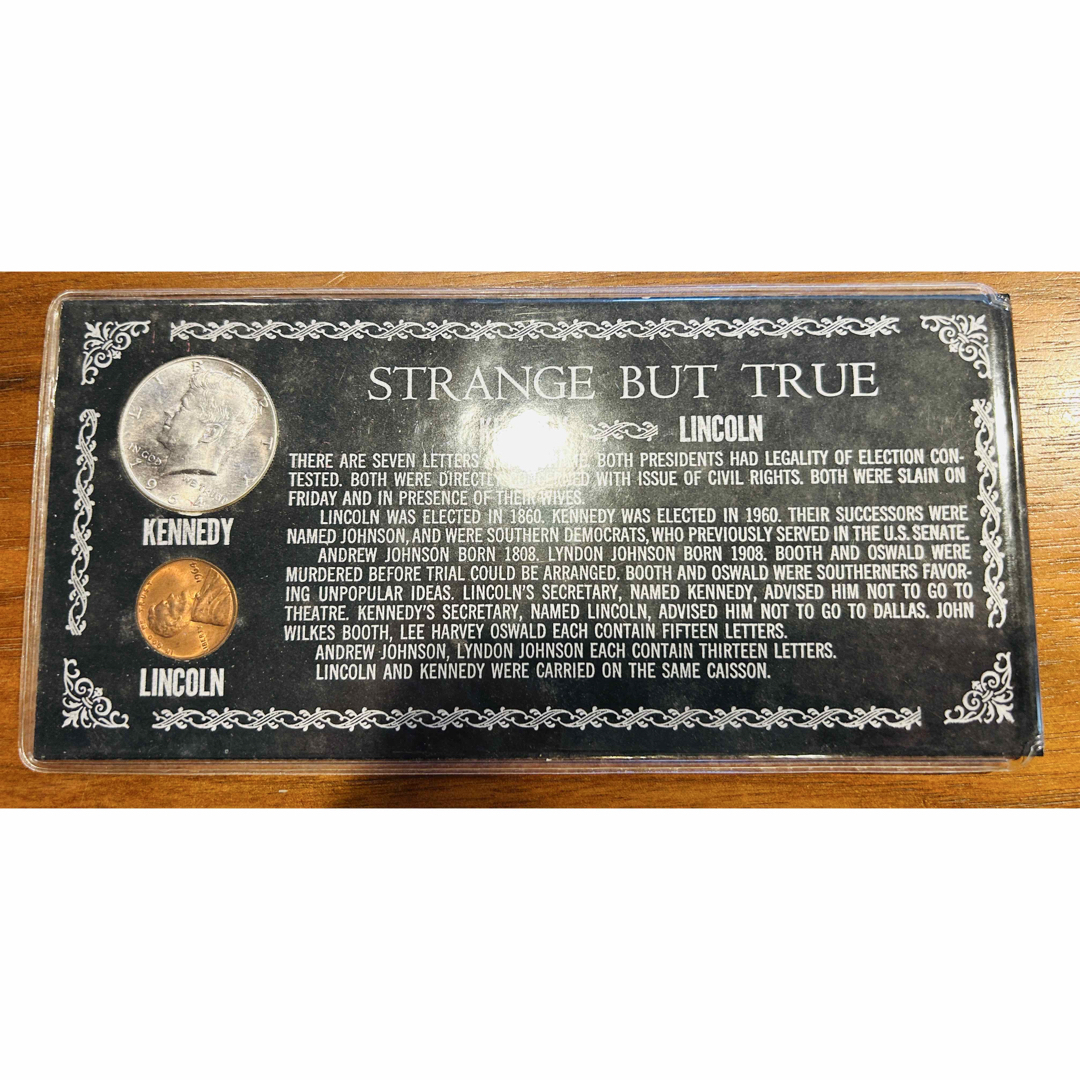 STRANGE BUT TRUE
LINCOLN
THERE ARE SEVEN LETTERS BOTH PRESIDENTS HAD LEGALITY OF ELECTION CON-
TESTED. BOTH WERE DIRECTLY CONCERNED WITH ISSUE OF CIVIL RIGHTS. BOTH WERE SLAIN ON
FRIDAY AND IN PRESENCE OF THEIR WIVES.
LINCOLN WAS ELECTED IN 1860. KENNEDY WAS ELECTED IN 1960. THEIR SUCCESSORS WERE
NAMED JOHNSON, AND WERE SOUTHERN DEMOCRATS, WHO PREVIOUSLY SERVED IN THE U.S. SENATE.
ANDREW JOHNSON BORN 1808. LYNDON JOHNSON BORN 1908. BOOTH AND OSWALD WERE
MURDERED BEFORE TRIAL COULD BE ARRANGED. BOOTH AND OSWALD WERE SOUTHERNERS FAVOR-
ING UNPOPULAR IDEAS. LINCOLN'S SECRETARY, NAMED KENNEDY, ADVISED HIM NOT TO GO TO
THEATRE. KENNEDY'S SECRETARY, NAMED LINCOLN, ADVISED HIM NOT TO GO TO DALLAS. JOHN
WILKES BOOTH, LEE HARVEY OSWALD EACH CONTAIN FIFTEEN LETTERS.
ANDREW JOHNSON, LYNDON JOHNSON EACH CONTAIN THIRTEEN LETTERS.
LINCOLN AND KENNEDY WERE CARRIED ON THE SAME CAISSON.
LIBERTY
IN GOD WE TRUST
1964
KENNEDY
1964
LINCOLN